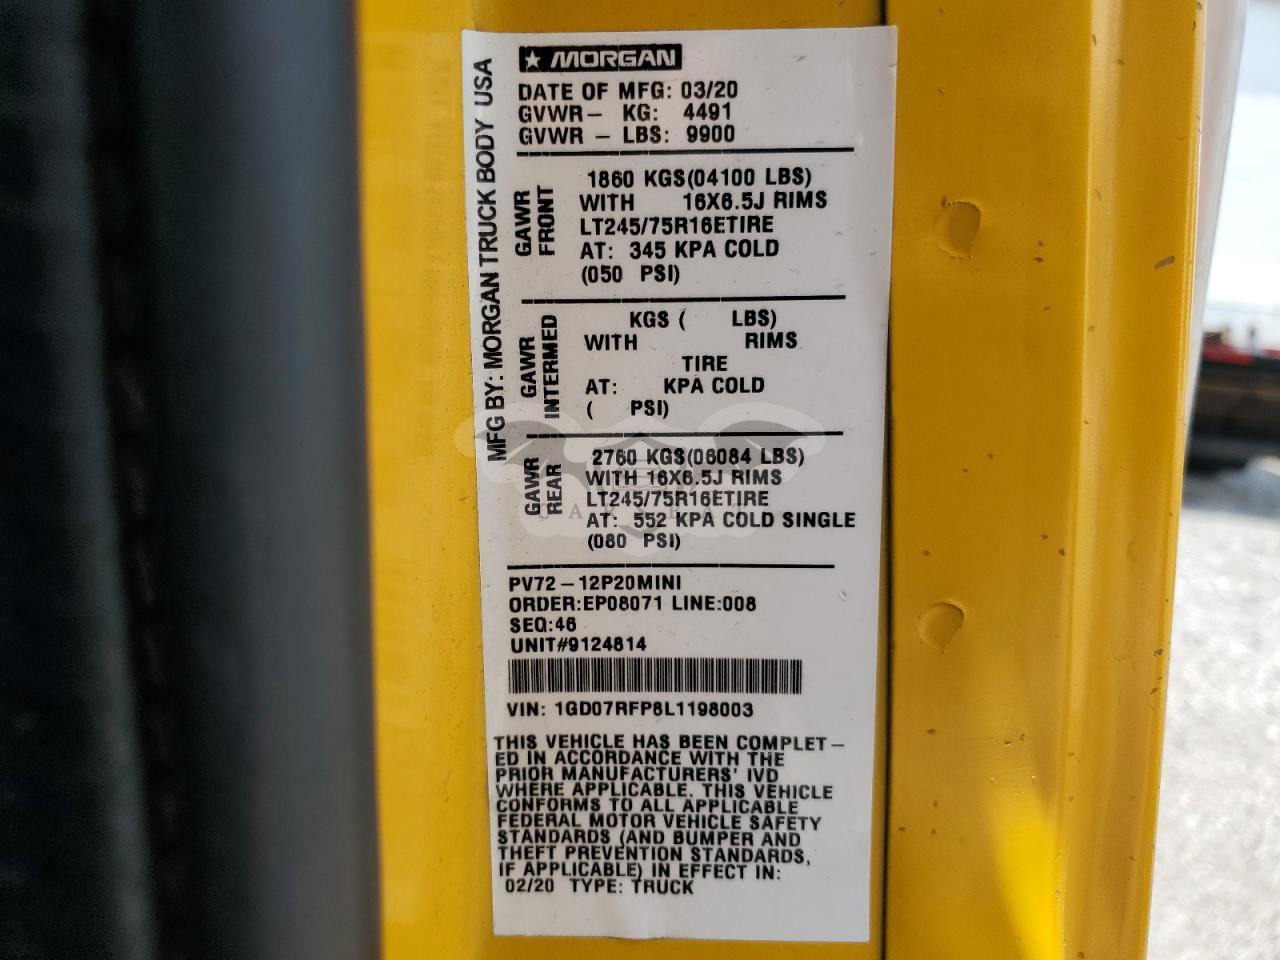 MORGAN
MFG BY: MORGAN TRUCK BODY USA
DATE OF MFG: 03/20
GVWR- KG: 4491
GVWR - LBS: 9900
GAWR FRONT
1860 KGS(04100 LBS)
WITH 16X6.5J RIMS
LT245/75R16ETIRE
AT: 345 KPA COLD
(050 PSI)
GAWR INTERMED
KGS ( LBS)
WITH RIMS
TIRE
AT: KPA COLD
( PSI)
GAWR REAR
2760 KGS(06084 LBS)
WITH 16X6.5J RIMS
LT245/75R16ETIRE
AT: 552 KPA COLD SINGLE
(080 PSI)
PV72-12P20MINI
ORDER:EP08071 LINE:008
SEQ:46
UNIT#9124814
VIN: 1GD07RFP8L1198003
THIS VEHICLE HAS BEEN COMPLET-
ED IN ACCORDANCE WITH THE
PRIOR MANUFACTURERS' IVD
WHERE APPLICABLE. THIS VEHICLE
CONFORMS TO ALL APPLICABLE
FEDERAL MOTOR VEHICLE SAFETY
STANDARDS (AND BUMPER AND
THEFT PREVENTION STANDARDS,
IF APPLICABLE) IN EFFECT IN:
02/20 TYPE: TRUCK